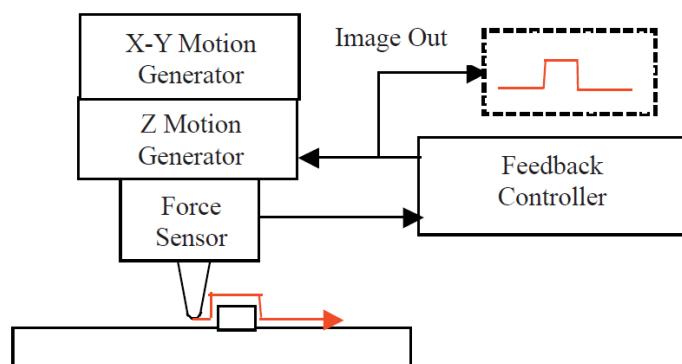 X-Y Motion
Generator
Image Out
Z Motion
Generator
Feedback
Controller
Force
Sensor